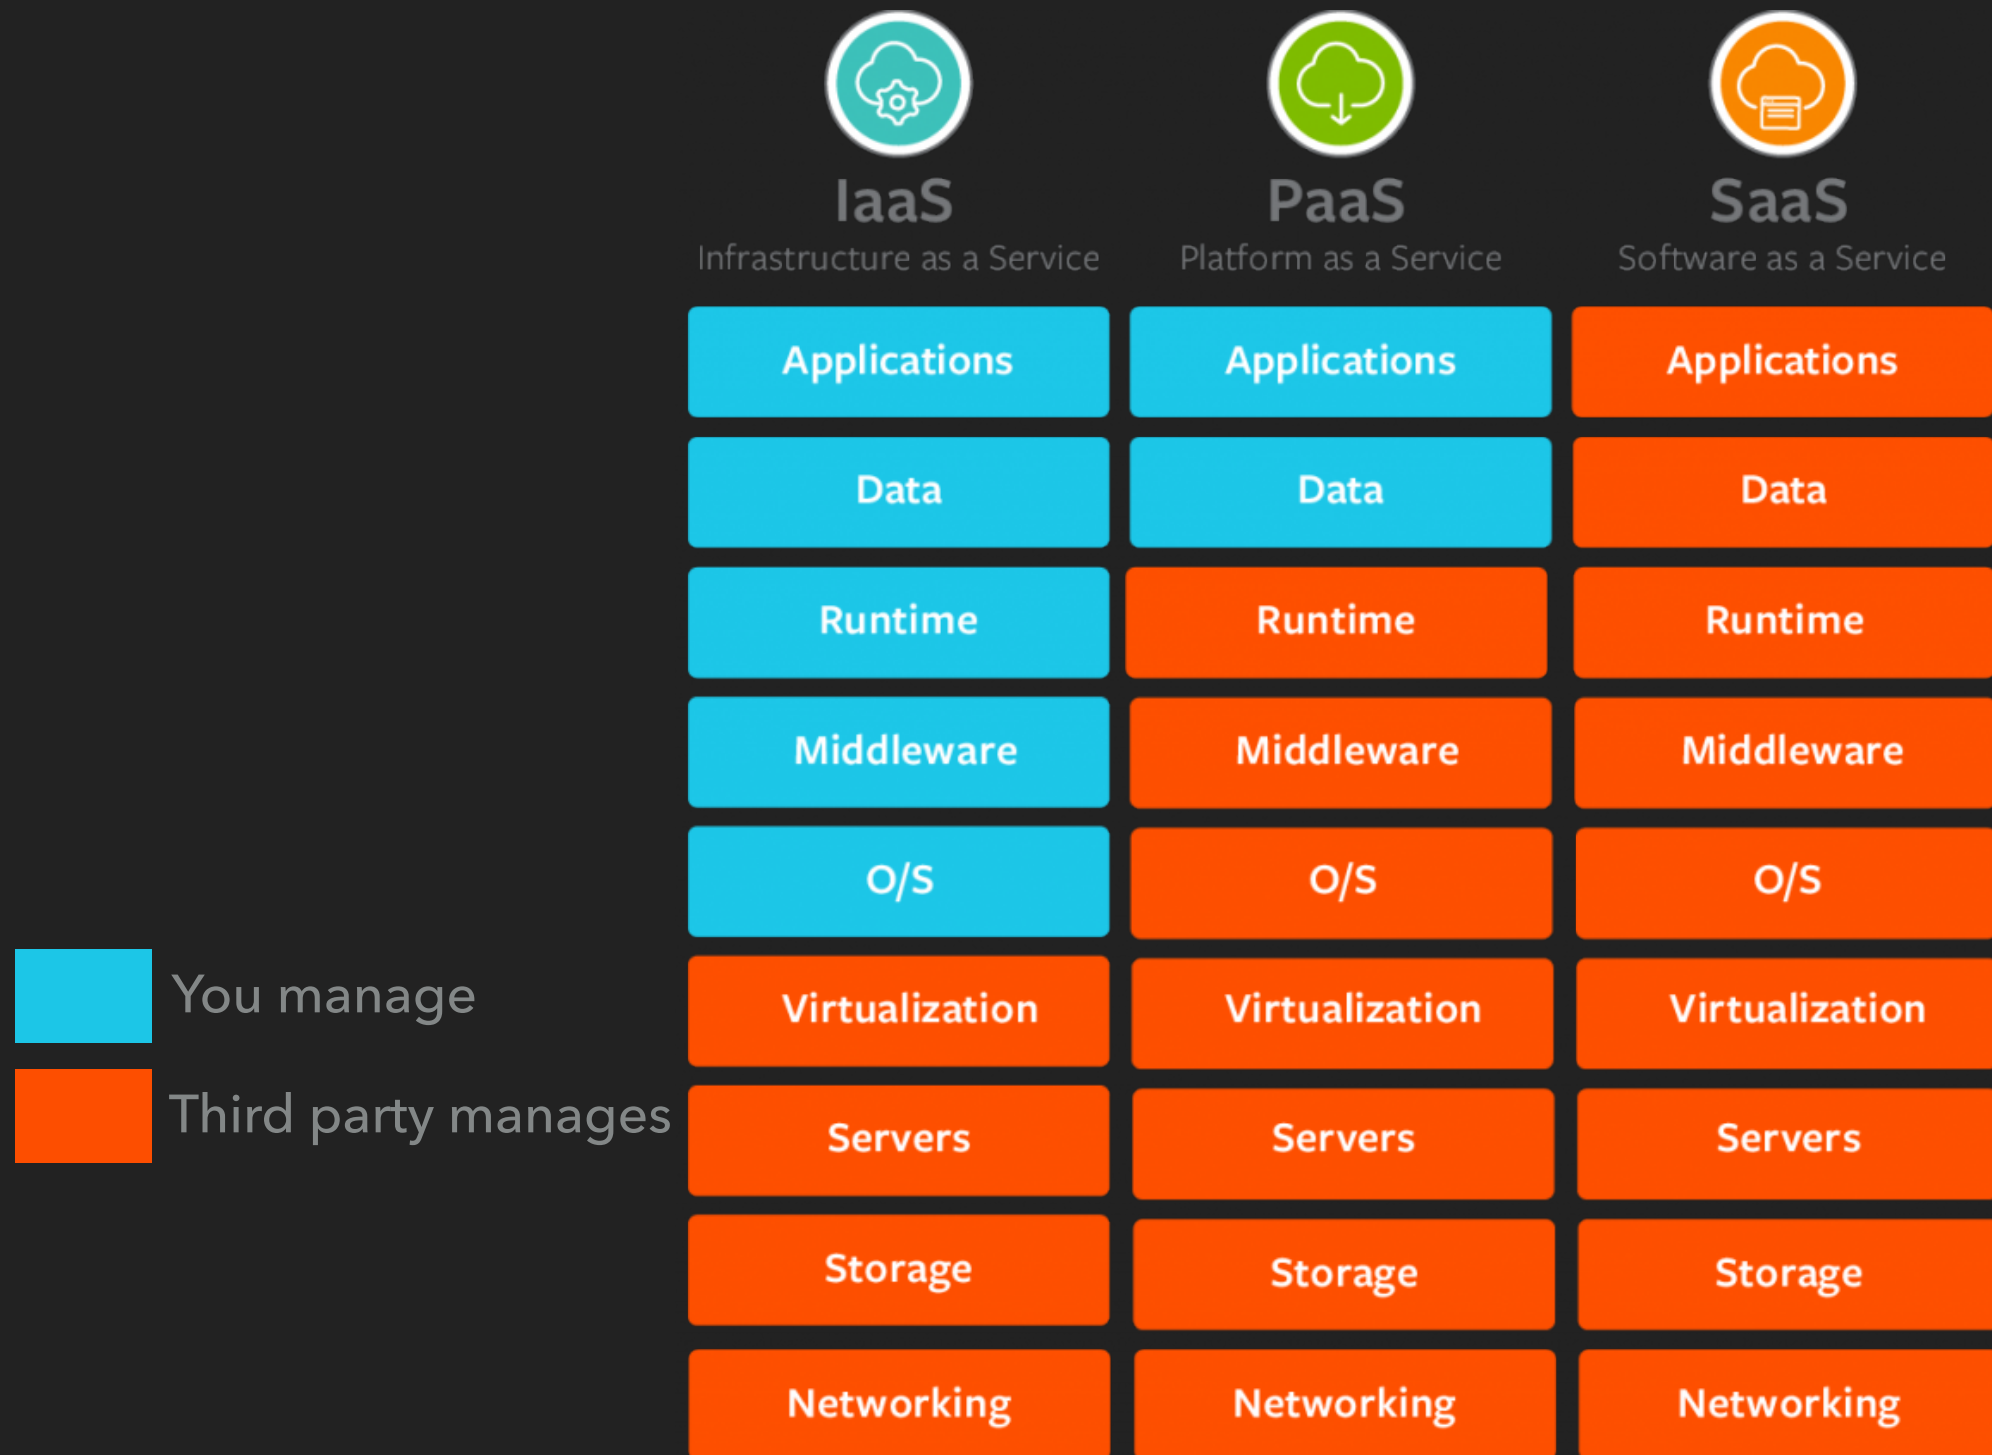 IaaS PaaS SaaS
Infrastructure as a Service Platform as a Service Software as a Service
Applications Applications Applications
Data Data Data
Runtime Runtime Runtime
Middleware Middleware Middleware
O/S O/S O/S
You manage
Virtualization Virtualization Virtualization
Third party manages
Servers Servers Servers
Storage Storage Storage
Networking Networking Networking